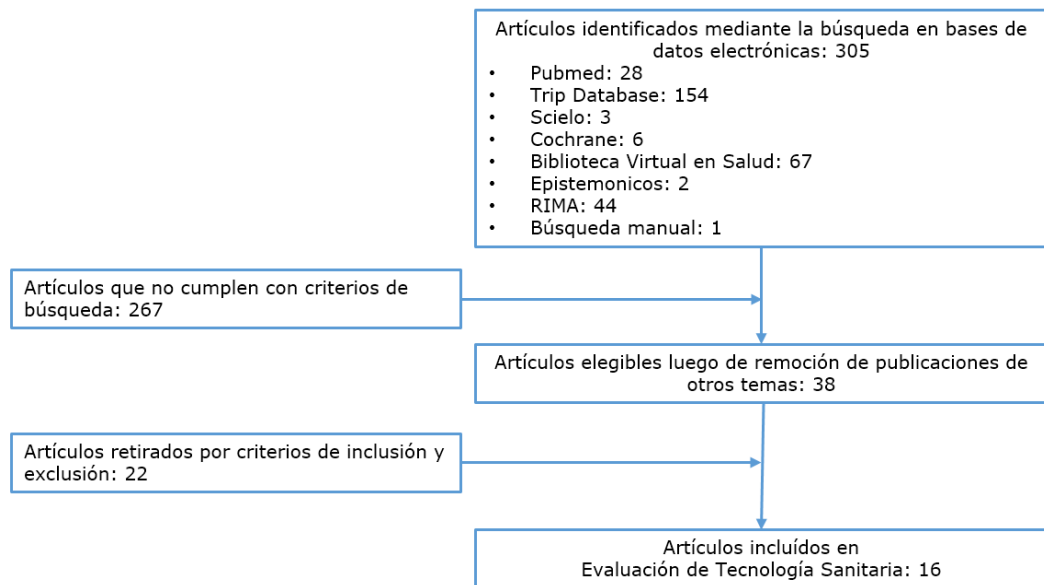 Artículos identificados mediante la búsqueda en bases de
datos electrónicas: 305
• Pubmed: 28
• Trip Database: 154
• Scielo: 3
• Cochrane: 6
• Biblioteca Virtual en Salud: 67
• Epistemonicos: 2
• RIMA: 44
• Búsqueda manual: 1
Artículos que no cumplen con criterios de
búsqueda: 267
Artículos elegibles luego de remoción de publicaciones de
otros temas: 38
Artículos retirados por criterios de inclusión y
exclusión: 22
Artículos incluídos en
Evaluación de Tecnología Sanitaria: 16